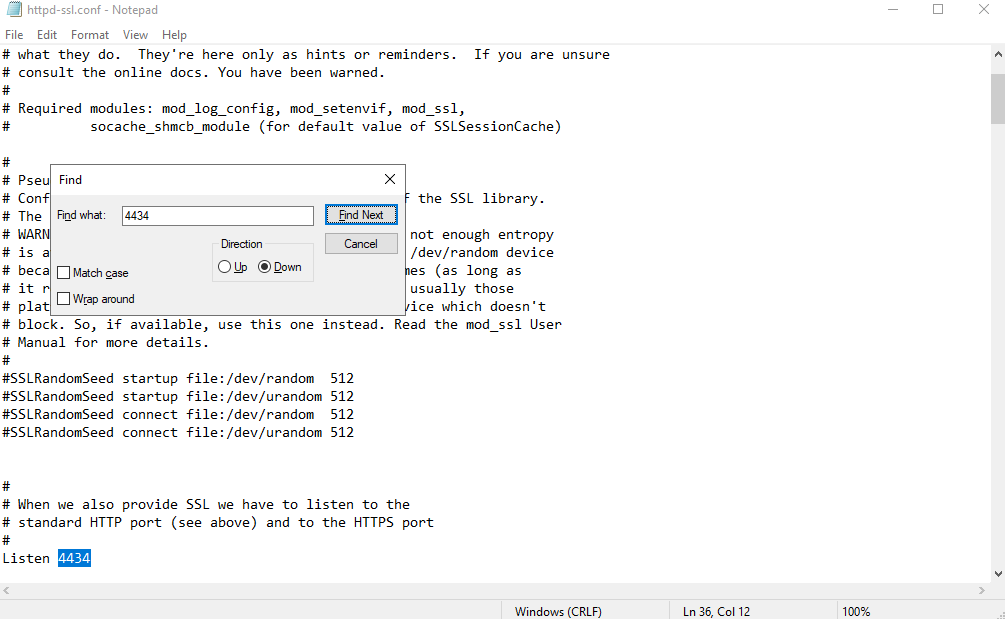 httpd-ssl.conf - Notepad
File Edit Format View Help
# what they do.  They're here only as hints or reminders.  If you are unsure
# consult the online docs. You have been warned.
#
# Required modules: mod_log_config, mod_setenvif, mod_ssl,
#          socache_shmcb_module (for default value of SSLSessionCache)
#
# Pseu
# Conf f the SSL library.
# The
# WARN not enough entropy
# is a /dev/random device
# beca mes (as long as
# it r usually those
# plat vice which doesn't
# block. So, if available, use this one instead. Read the mod_ssl User
# Manual for more details.
#
#SSLRandomSeed startup file:/dev/random  512
#SSLRandomSeed startup file:/dev/urandom 512
#SSLRandomSeed connect file:/dev/random  512
#SSLRandomSeed connect file:/dev/urandom 512
#
# When we also provide SSL we have to listen to the
# standard HTTP port (see above) and to the HTTPS port
#
Listen 4434
Find
Find what: 4434 Find Next
Direction Cancel
Up Down
Match case
Wrap around
Windows (CRLF) Ln 36, Col 12 100%